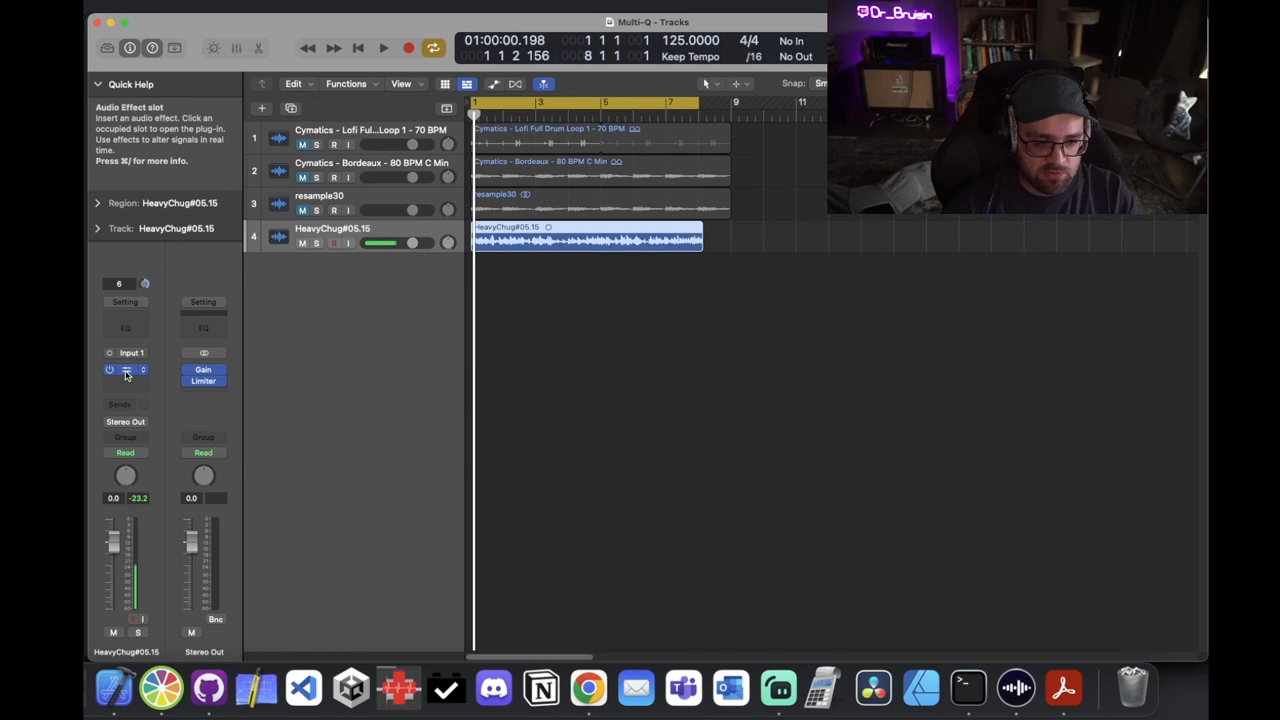 Multi-Q - Tracks
@Dr_Bruisin
01:00:00.198
1 1 2 156
1 1 1 1
8 1 1 1
125.0000
Keep Tempo
4/4
/16
No In
No Out
Quick Help
Edit
Functions
View
Snap:
1
3
5
7
9
11
Audio Effect slot
Insert an audio effect. Click an
occupied slot to open the plug-in.
Use effects to alter signals in real
time.
Press ⌘/ for more info.
Region: HeavyChug#05.15
Track: HeavyChug#05.15
1
Cymatics - Lofi Ful...Loop 1 - 70 BPM
M S R I
2
Cymatics - Bordeaux - 80 BPM C Min
M S R I
3
resample30
M S R I
4
HeavyChug#05.15
M S R I
Cymatics - Lofi Full Drum Loop 1 - 70 BPM
Cymatics - Bordeaux - 80 BPM C Min
resample30
HeavyChug#05.15
6
Setting
Setting
EQ
EQ
Input 1
Gain
Limiter
Sends
Stereo Out
Group
Group
Read
Read
0.0
-23.2
0.0
I
Bnc
M
S
M
HeavyChug#05.15
Stereo Out